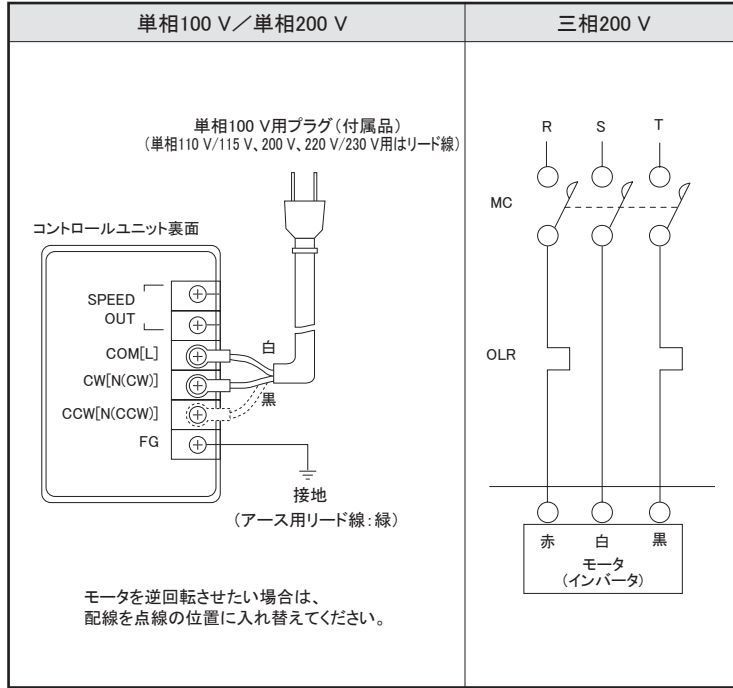 単相100 V／単相200 V
単相100 V用プラグ（付属品）
（単相110 V/115 V、200 V、220 V/230 V用はリード線）
コントロールユニット裏面
SPEED
OUT
COM[L]
CW[N(CW)]
CCW[N(CCW)]
FG
白
黒
接地
（アース用リード線：緑）
モータを逆回転させたい場合は、
配線を点線の位置に入れ替えてください。
三相200 V
R S T
MC
OLR
赤 白 黒
モータ
（インバータ）